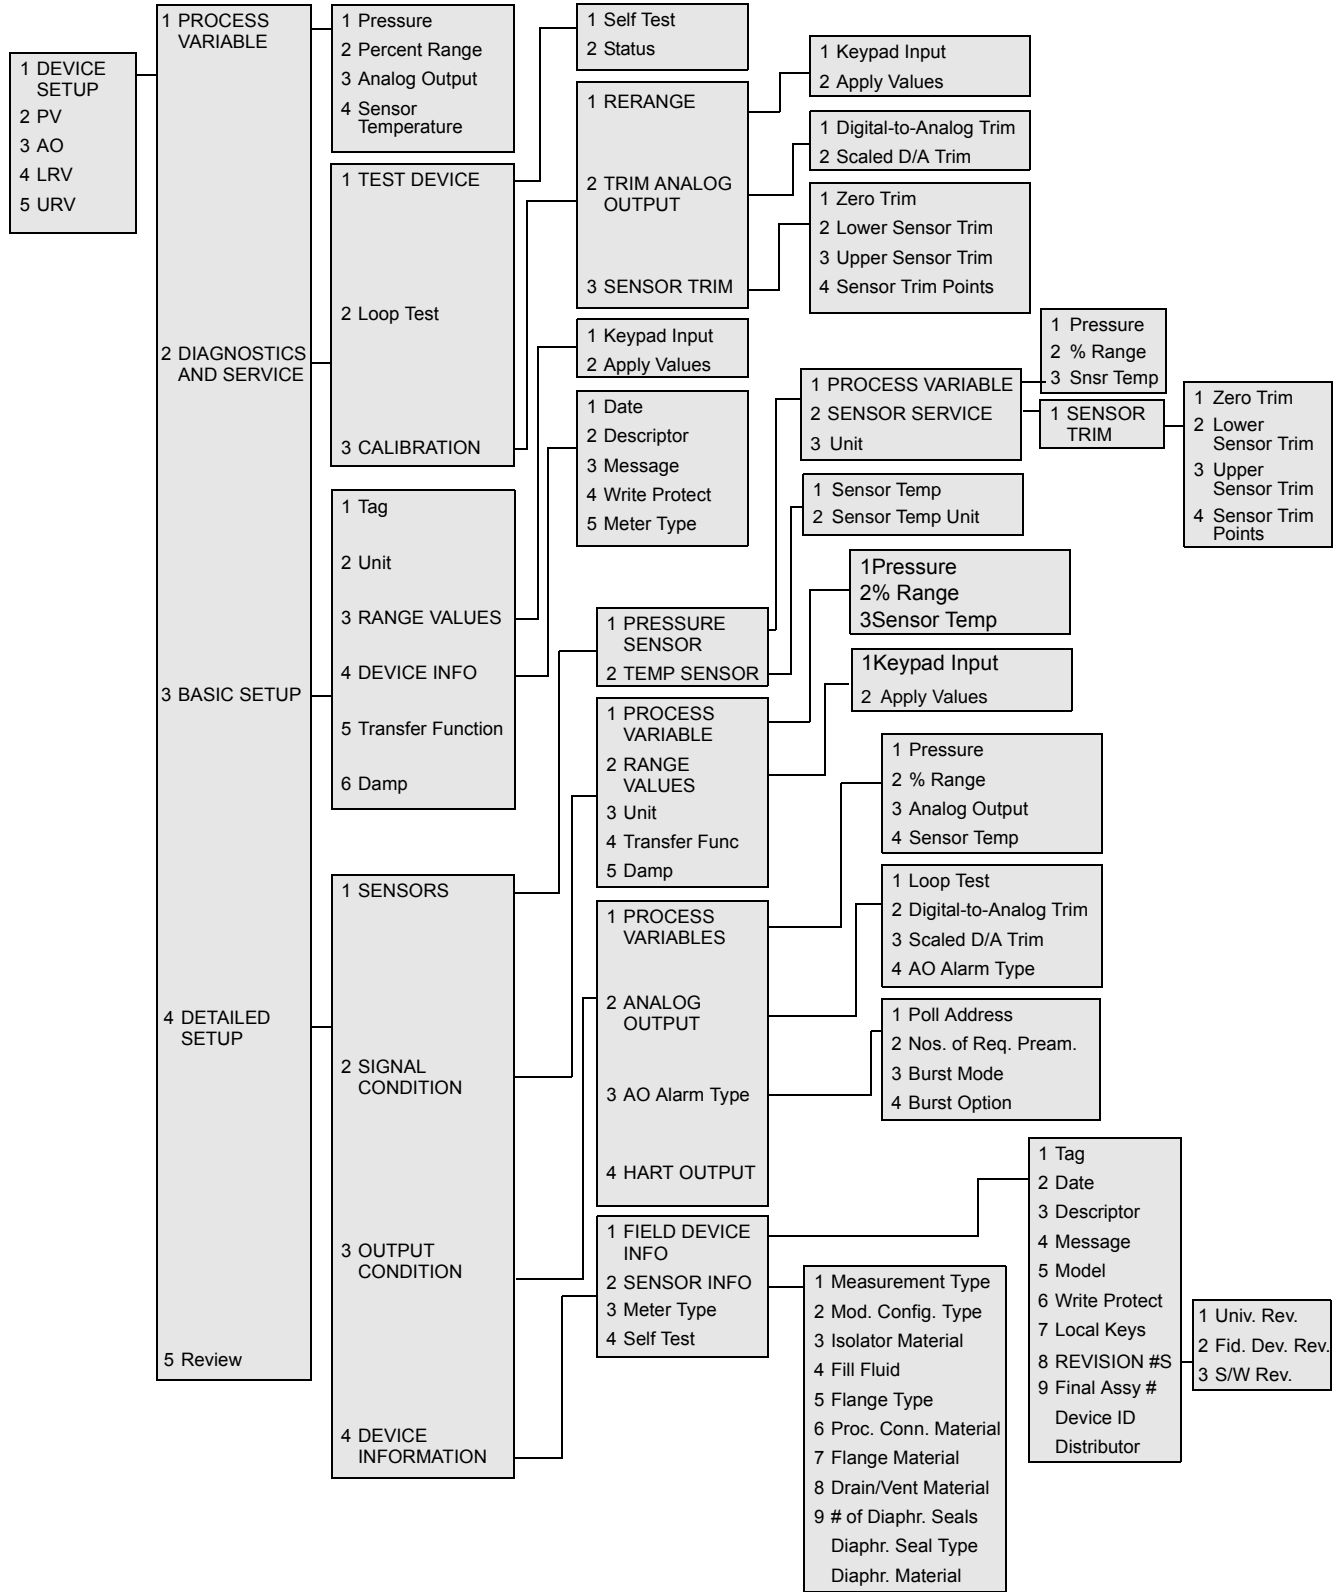 1 DEVICE
SETUP
2 PV
3 AO
4 LRV
5 URV
1 PROCESS
VARIABLE
2 DIAGNOSTICS
AND SERVICE
3 BASIC SETUP
4 DETAILED
SETUP
5 Review
1 Pressure
2 Percent Range
3 Analog Output
4 Sensor
Temperature
1 TEST DEVICE
2 Loop Test
3 CALIBRATION
1 Tag
2 Unit
3 RANGE VALUES
4 DEVICE INFO
5 Transfer Function
6 Damp
1 SENSORS
2 SIGNAL
CONDITION
3 OUTPUT
CONDITION
4 DEVICE
INFORMATION
1 Self Test
2 Status
1 RERANGE
2 TRIM ANALOG
OUTPUT
3 SENSOR TRIM
1 Keypad Input
2 Apply Values
1 Date
2 Descriptor
3 Message
4 Write Protect
5 Meter Type
1 PRESSURE
SENSOR
2 TEMP SENSOR
1 PROCESS
VARIABLE
2 RANGE
VALUES
3 Unit
4 Transfer Func
5 Damp
1 PROCESS
VARIABLES
2 ANALOG
OUTPUT
3 AO Alarm Type
4 HART OUTPUT
1 FIELD DEVICE
INFO
2 SENSOR INFO
3 Meter Type
4 Self Test
1 Keypad Input
2 Apply Values
1 Digital-to-Analog Trim
2 Scaled D/A Trim
1 Zero Trim
2 Lower Sensor Trim
3 Upper Sensor Trim
4 Sensor Trim Points
1 PROCESS VARIABLE
2 SENSOR SERVICE
3 Unit
1 Pressure
2 % Range
3 Snsr Temp
1 SENSOR
TRIM
1 Zero Trim
2 Lower
Sensor Trim
3 Upper
Sensor Trim
4 Sensor Trim
Points
1 Sensor Temp
2 Sensor Temp Unit
1Pressure
2% Range
3Sensor Temp
1Keypad Input
2 Apply Values
1 Pressure
2 % Range
3 Analog Output
4 Sensor Temp
1 Loop Test
2 Digital-to-Analog Trim
3 Scaled D/A Trim
4 AO Alarm Type
1 Poll Address
2 Nos. of Req. Pream.
3 Burst Mode
4 Burst Option
1 Tag
2 Date
3 Descriptor
4 Message
5 Model
6 Write Protect
7 Local Keys
8 REVISION #S
9 Final Assy #
Device ID
Distributor
1 Univ. Rev.
2 Fid. Dev. Rev.
3 S/W Rev.
1 Measurement Type
2 Mod. Config. Type
3 Isolator Material
4 Fill Fluid
5 Flange Type
6 Proc. Conn. Material
7 Flange Material
8 Drain/Vent Material
9 # of Diaphr. Seals
Diaphr. Seal Type
Diaphr. Material